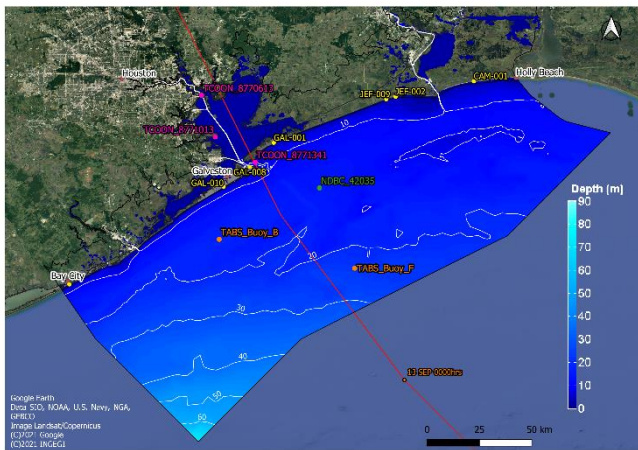 Houston
TCOON_8770613
TCOON_8771013
GAL-001
TCOON_8771341
Galveston
GAL-008
GAL-010
JEF-009
JEF-002
CAM-001
Holly Beach
10
NDBC_42035
TABS_Buoy_B
TABS_Buoy_F
20
Bay City
30
40
50
60
13 SEP 0000hrs
Depth [m]
90
80
70
60
50
40
30
20
10
0
Google Earth
Data SIO, NOAA, U.S. Navy, NGA,
GEBCO
Image Landsat/Copernicus
(C)2021 Google
(C)2021 INEGI
0 25 50 km